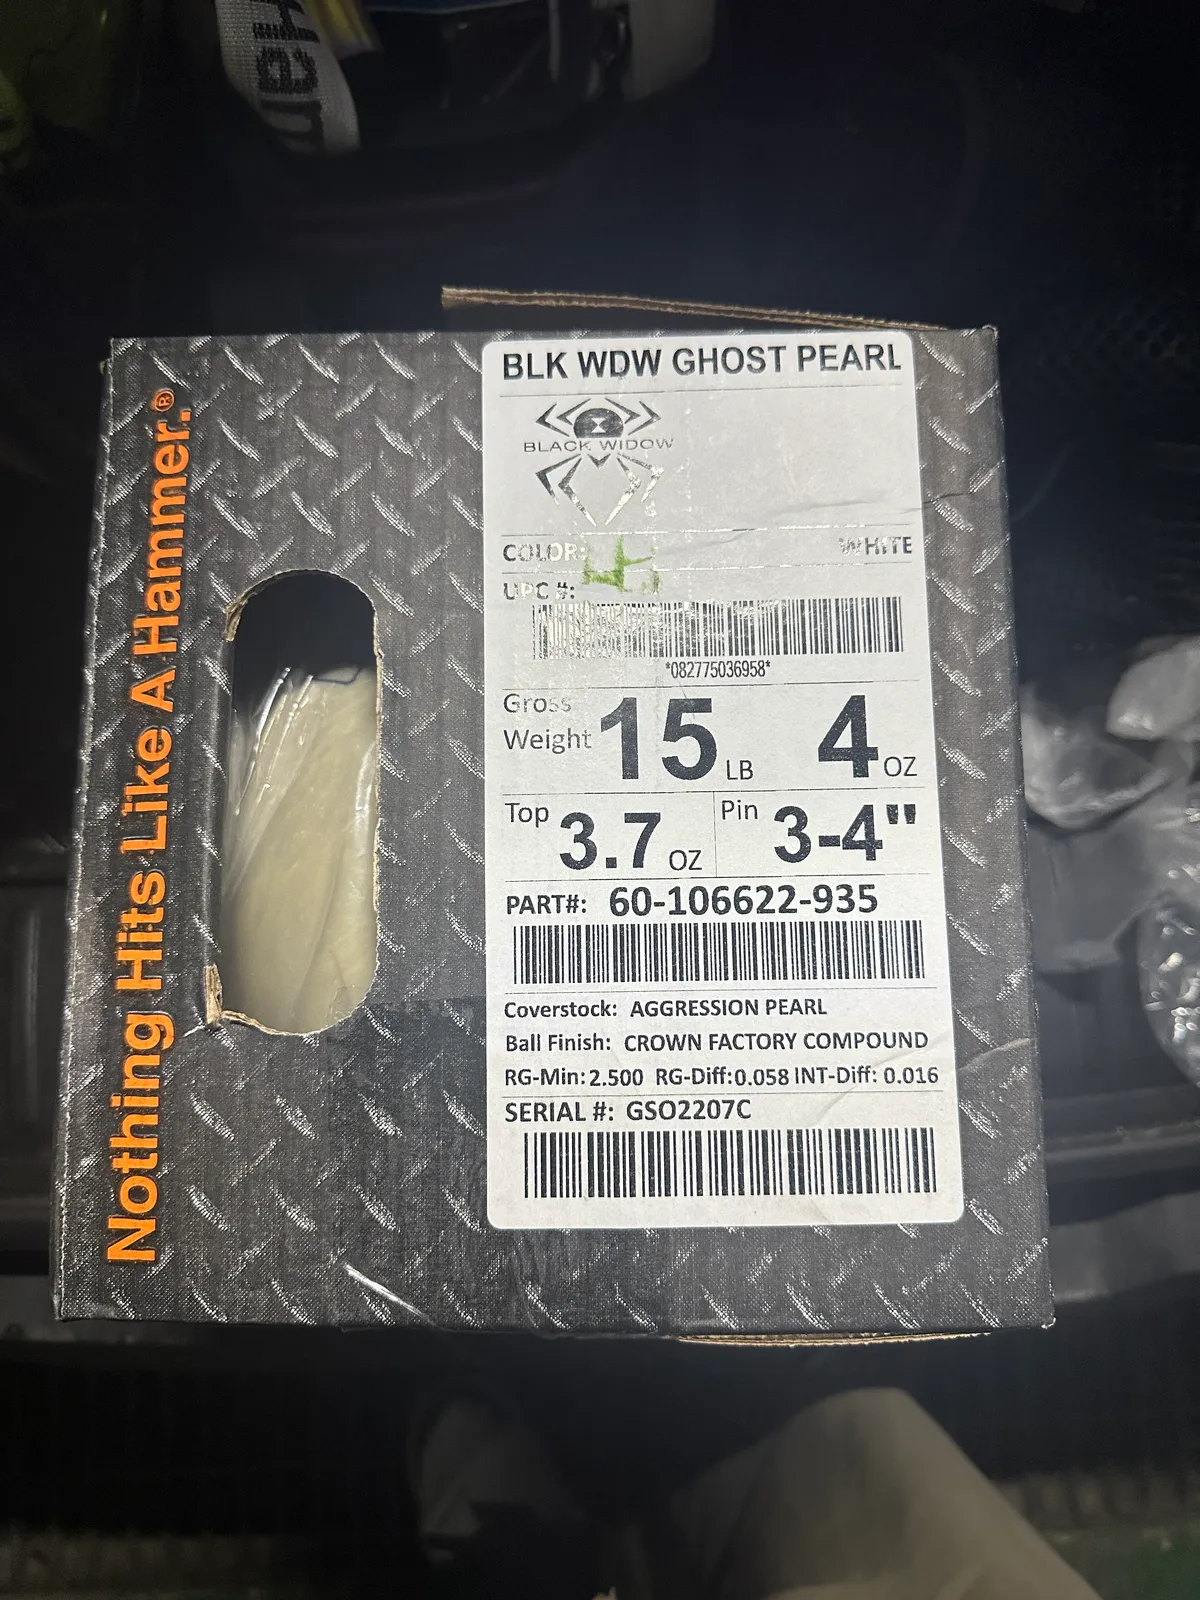 Ham
Nothing Hits Like A Hammer.®
BLK WDW GHOST PEARL
BLACK WIDOW
COLOR: WHITE
UPC #:
*082775036958*
Gross Weight 15 LB 4 OZ
Top 3.7 OZ Pin 3-4"
PART#: 60-106622-935
Coverstock: AGGRESSION PEARL
Ball Finish: CROWN FACTORY COMPOUND
RG-Min: 2.500 RG-Diff: 0.058 INT-Diff: 0.016
SERIAL #: GSO2207C